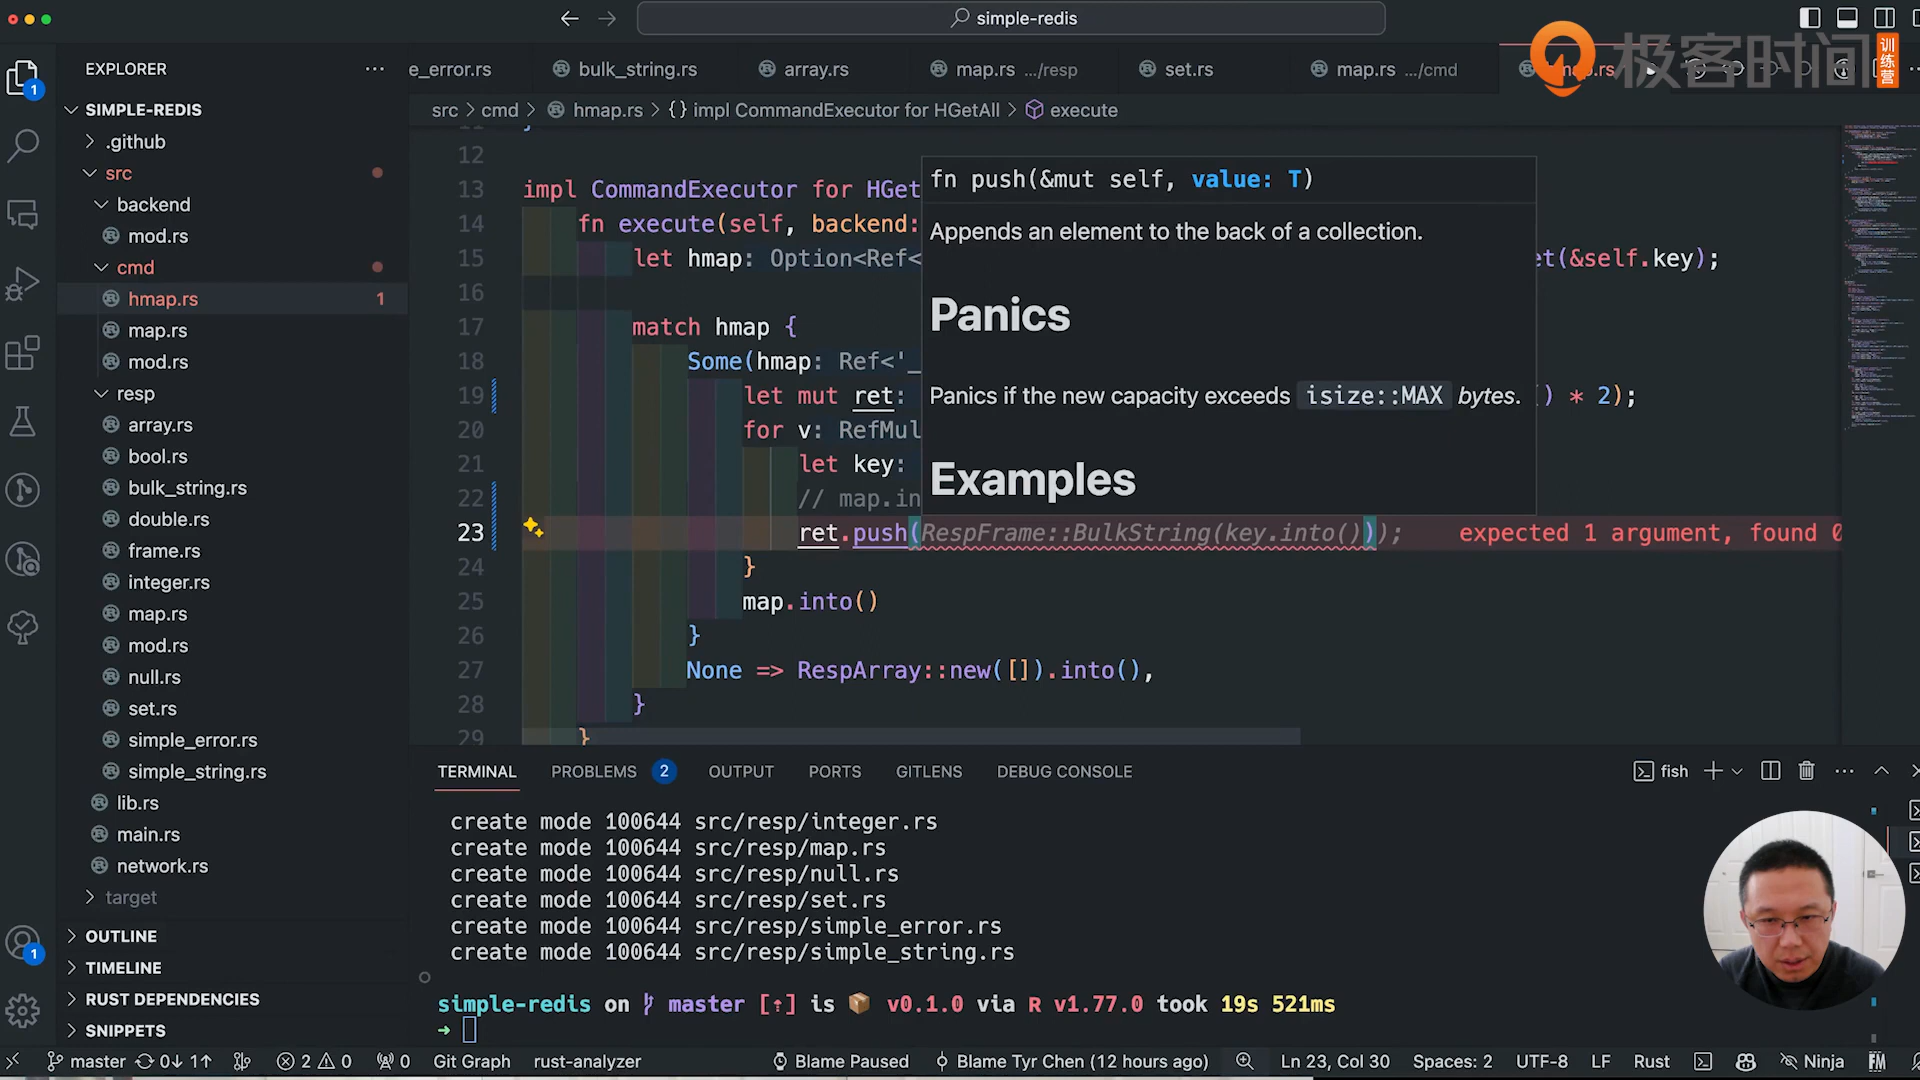 simple-redis
EXPLORER
e_error.rs
bulk_string.rs
array.rs
map.rs .../resp
set.rs
map.rs .../cmd
极客时间
训练营
SIMPLE-REDIS
src > cmd > hmap.rs > {} impl CommandExecutor for HGetAll > execute
.github
src
backend
mod.rs
cmd
hmap.rs 1
map.rs
mod.rs
resp
array.rs
bool.rs
bulk_string.rs
double.rs
frame.rs
integer.rs
map.rs
mod.rs
null.rs
set.rs
simple_error.rs
simple_string.rs
lib.rs
main.rs
network.rs
target
OUTLINE
TIMELINE
RUST DEPENDENCIES
SNIPPETS
12
13 impl CommandExecutor for HGet
14 fn execute(self, backend:
15 let hmap: Option<Ref< et(&self.key);
16
17 match hmap {
18 Some(hmap: Ref<'_
19 let mut ret: () * 2);
20 for v: RefMul
21 let key:
22 // map.in
23 ret.push(RespFrame::BulkString(key.into())); expected 1 argument, found 0
24 }
25 map.into()
26 }
27 None => RespArray::new([]).into(),
28 }
29 }
fn push(&mut self, value: T)
Appends an element to the back of a collection.
Panics
Panics if the new capacity exceeds isize::MAX bytes.
Examples
TERMINAL
PROBLEMS 2
OUTPUT
PORTS
GITLENS
DEBUG CONSOLE
fish
create mode 100644 src/resp/integer.rs
create mode 100644 src/resp/map.rs
create mode 100644 src/resp/null.rs
create mode 100644 src/resp/set.rs
create mode 100644 src/resp/simple_error.rs
create mode 100644 src/resp/simple_string.rs
simple-redis on master [↑] is 📦 v0.1.0 via R v1.77.0 took 19s 521ms
→
1
1
master 0↓ 1↑
2 0
0
Git Graph
rust-analyzer
Blame Paused
Blame Tyr Chen (12 hours ago)
Ln 23, Col 30
Spaces: 2
UTF-8
LF
Rust
Ninja